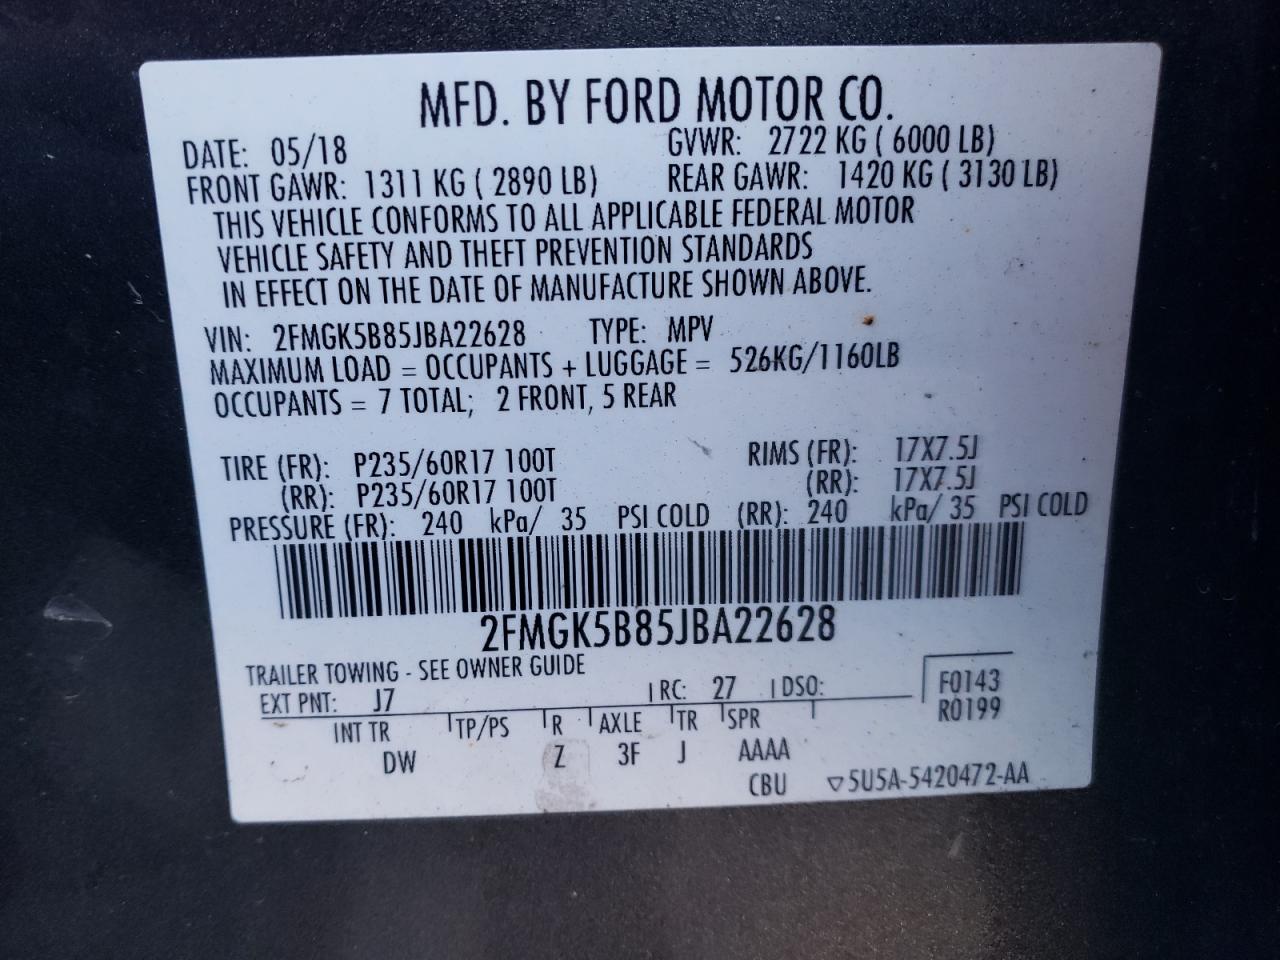 MFD. BY FORD MOTOR CO.
DATE: 05/18 GVWR: 2722 KG ( 6000 LB)
FRONT GAWR: 1311 KG ( 2890 LB) REAR GAWR: 1420 KG ( 3130 LB)
THIS VEHICLE CONFORMS TO ALL APPLICABLE FEDERAL MOTOR
VEHICLE SAFETY AND THEFT PREVENTION STANDARDS
IN EFFECT ON THE DATE OF MANUFACTURE SHOWN ABOVE.
VIN: 2FMGK5B85JBA22628 TYPE: MPV
MAXIMUM LOAD = OCCUPANTS + LUGGAGE = 526KG/1160LB
OCCUPANTS = 7 TOTAL; 2 FRONT, 5 REAR
TIRE (FR): P235/60R17 100T RIMS (FR): 17X7.5J
(RR): P235/60R17 100T (RR): 17X7.5J
PRESSURE (FR): 240 kPa/ 35 PSI COLD (RR): 240 kPa/ 35 PSI COLD
2FMGK5B85JBA22628
TRAILER TOWING - SEE OWNER GUIDE
EXT PNT: J7 RC: 27 DSO: F0143
R0199
INT TR TP/PS R AXLE TR SPR
DW Z 3F J AAAA
CBU ▽5U5A-5420472-AA